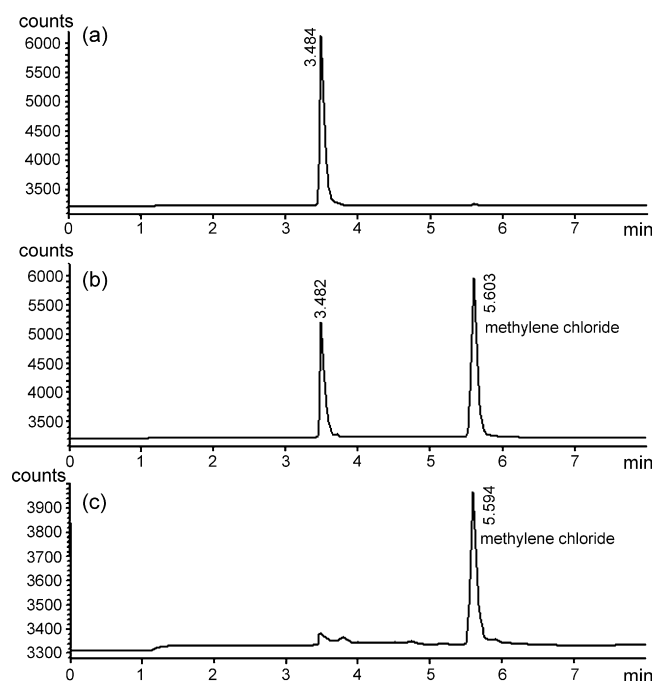 counts
(a)
6000
5500
5000
4500
4000
3500
3.484
0 1 2 3 4 5 6 7 min
counts
(b)
6000
5500
5000
4500
4000
3500
3.482
5.603
methylene chloride
0 1 2 3 4 5 6 7 min
counts
(c)
3900
3800
3700
3600
3500
3400
3300
5.594
methylene chloride
0 1 2 3 4 5 6 7 min